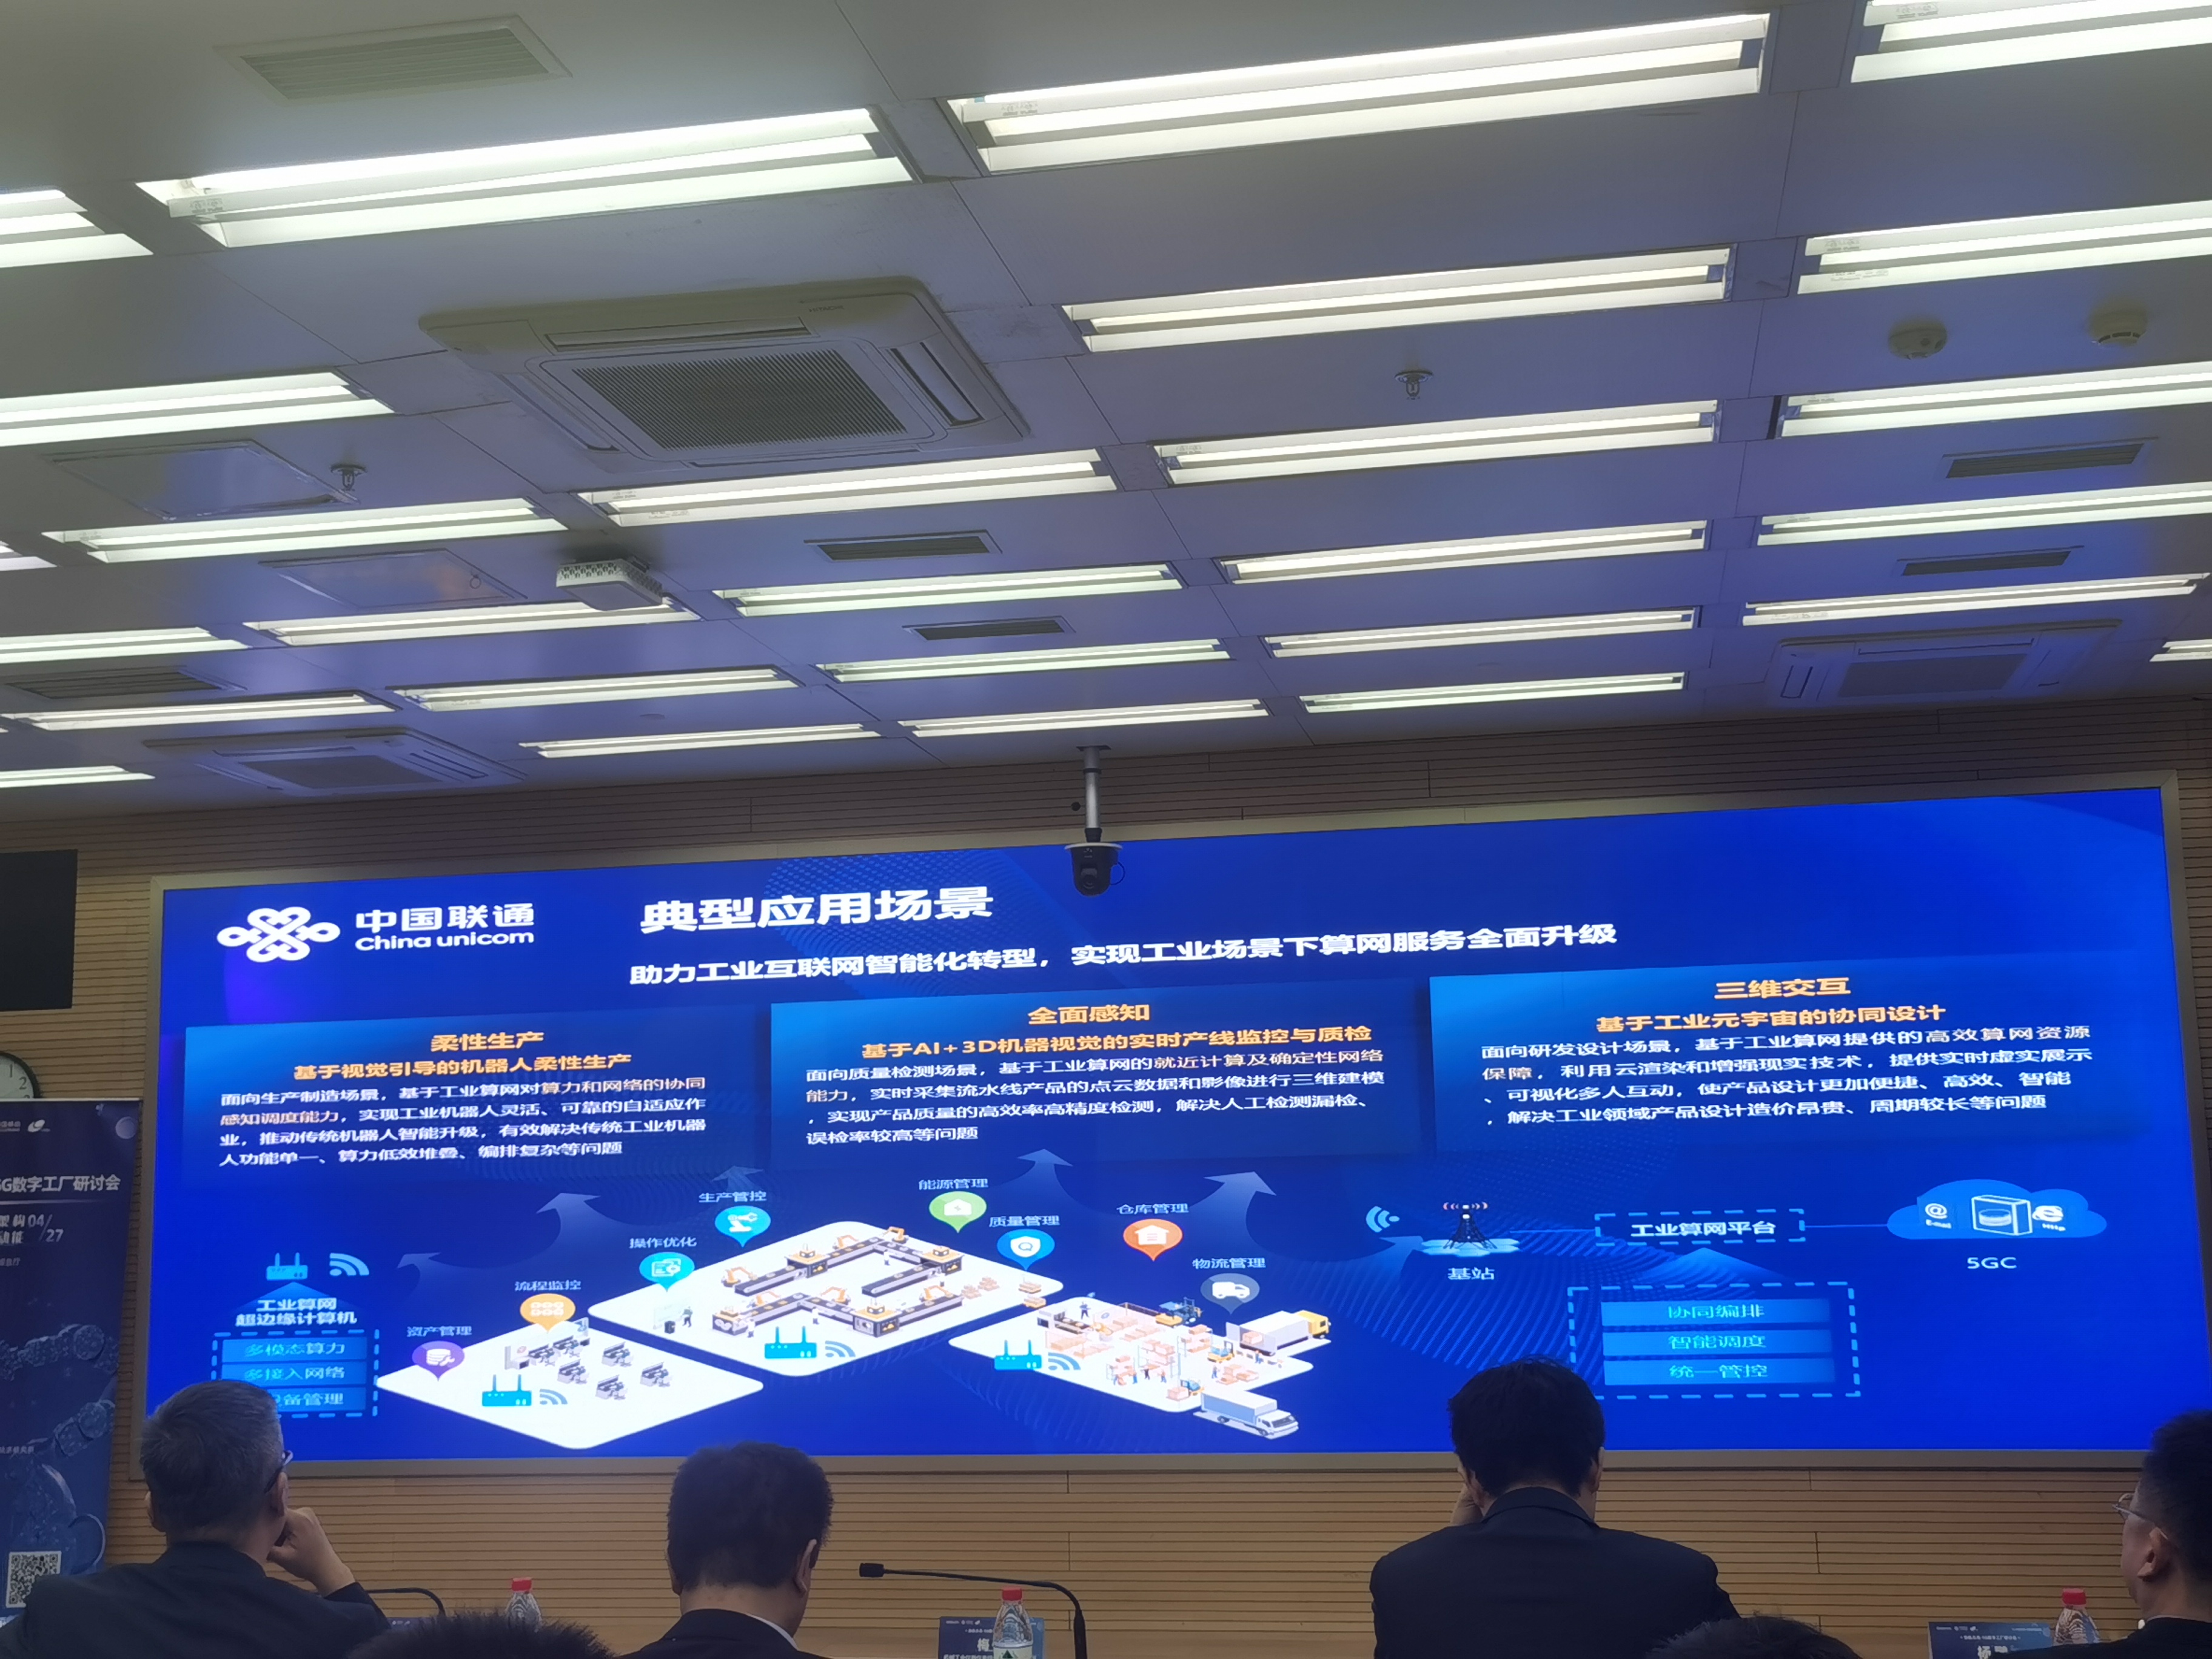 中国联通
China unicom
典型应用场景
助力工业互联网智能化转型，实现工业场景下算网服务全面升级
柔性生产
基于视觉引导的机器人柔性生产
面向生产制造场景，基于工业算网对算力和网络的协同
感知调度能力，实现工业机器人灵活、可靠的自适应作
业，推动传统机器人智能升级，有效解决传统工业机器
人功能单一、算力低效堆叠、编排复杂等问题
全面感知
基于AI+3D机器视觉的实时产线监控与质检
面向质量检测场景，基于工业算网的就近计算及确定性网络
能力，实时采集流水线产品的点云数据和影像进行三维建模
，实现产品质量的高效率高精度检测，解决人工检测漏检、
误检率较高等问题
三维交互
基于工业元宇宙的协同设计
面向研发设计场景，基于工业算网提供的高效算网资源
保障，利用云渲染和增强现实技术，提供实时虚实展示
、可视化多人互动，使产品设计更加便捷、高效、智能
，解决工业领域产品设计造价昂贵、周期较长等问题
工业算网
超边缘计算机
多模态算力
多接入网络
备管理
资产管理
流程监控
操作优化
生产管控
能源管理
质量管理
仓库管理
物流管理
基站
工业算网平台
协同编排
智能调度
统一管控
@
E-mail
Http
5GC
5G数字工厂研讨会
架构04/
动能 27
12
2
HITACHI
梅
杨